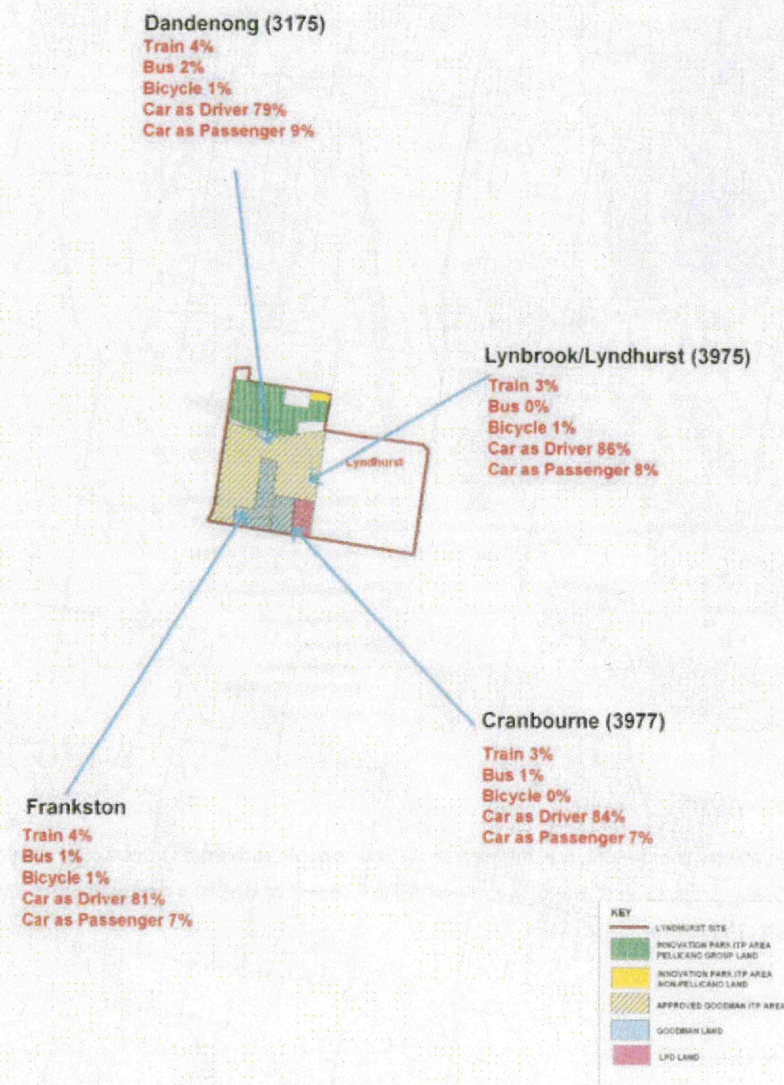 Dandenong (3175)
Train 4%
Bus 2%
Bicycle 1%
Car as Driver 79%
Car as Passenger 9%
Lynbrook/Lyndhurst (3975)
Train 3%
Bus 0%
Bicycle 1%
Car as Driver 86%
Car as Passenger 8%
Lyndhurst
Cranbourne (3977)
Train 3%
Bus 1%
Bicycle 0%
Car as Driver 84%
Car as Passenger 7%
Frankston
Train 4%
Bus 1%
Bicycle 1%
Car as Driver 81%
Car as Passenger 7%
KEY
LYNDHURST SITE
INNOVATION PARK ITP AREA
PELLICANO GROUP LAND
INNOVATION PARK ITP AREA
NON-PELLICANO LAND
APPROVED GOODMAN ITP AREA
GOODMAN LAND
LPD LAND